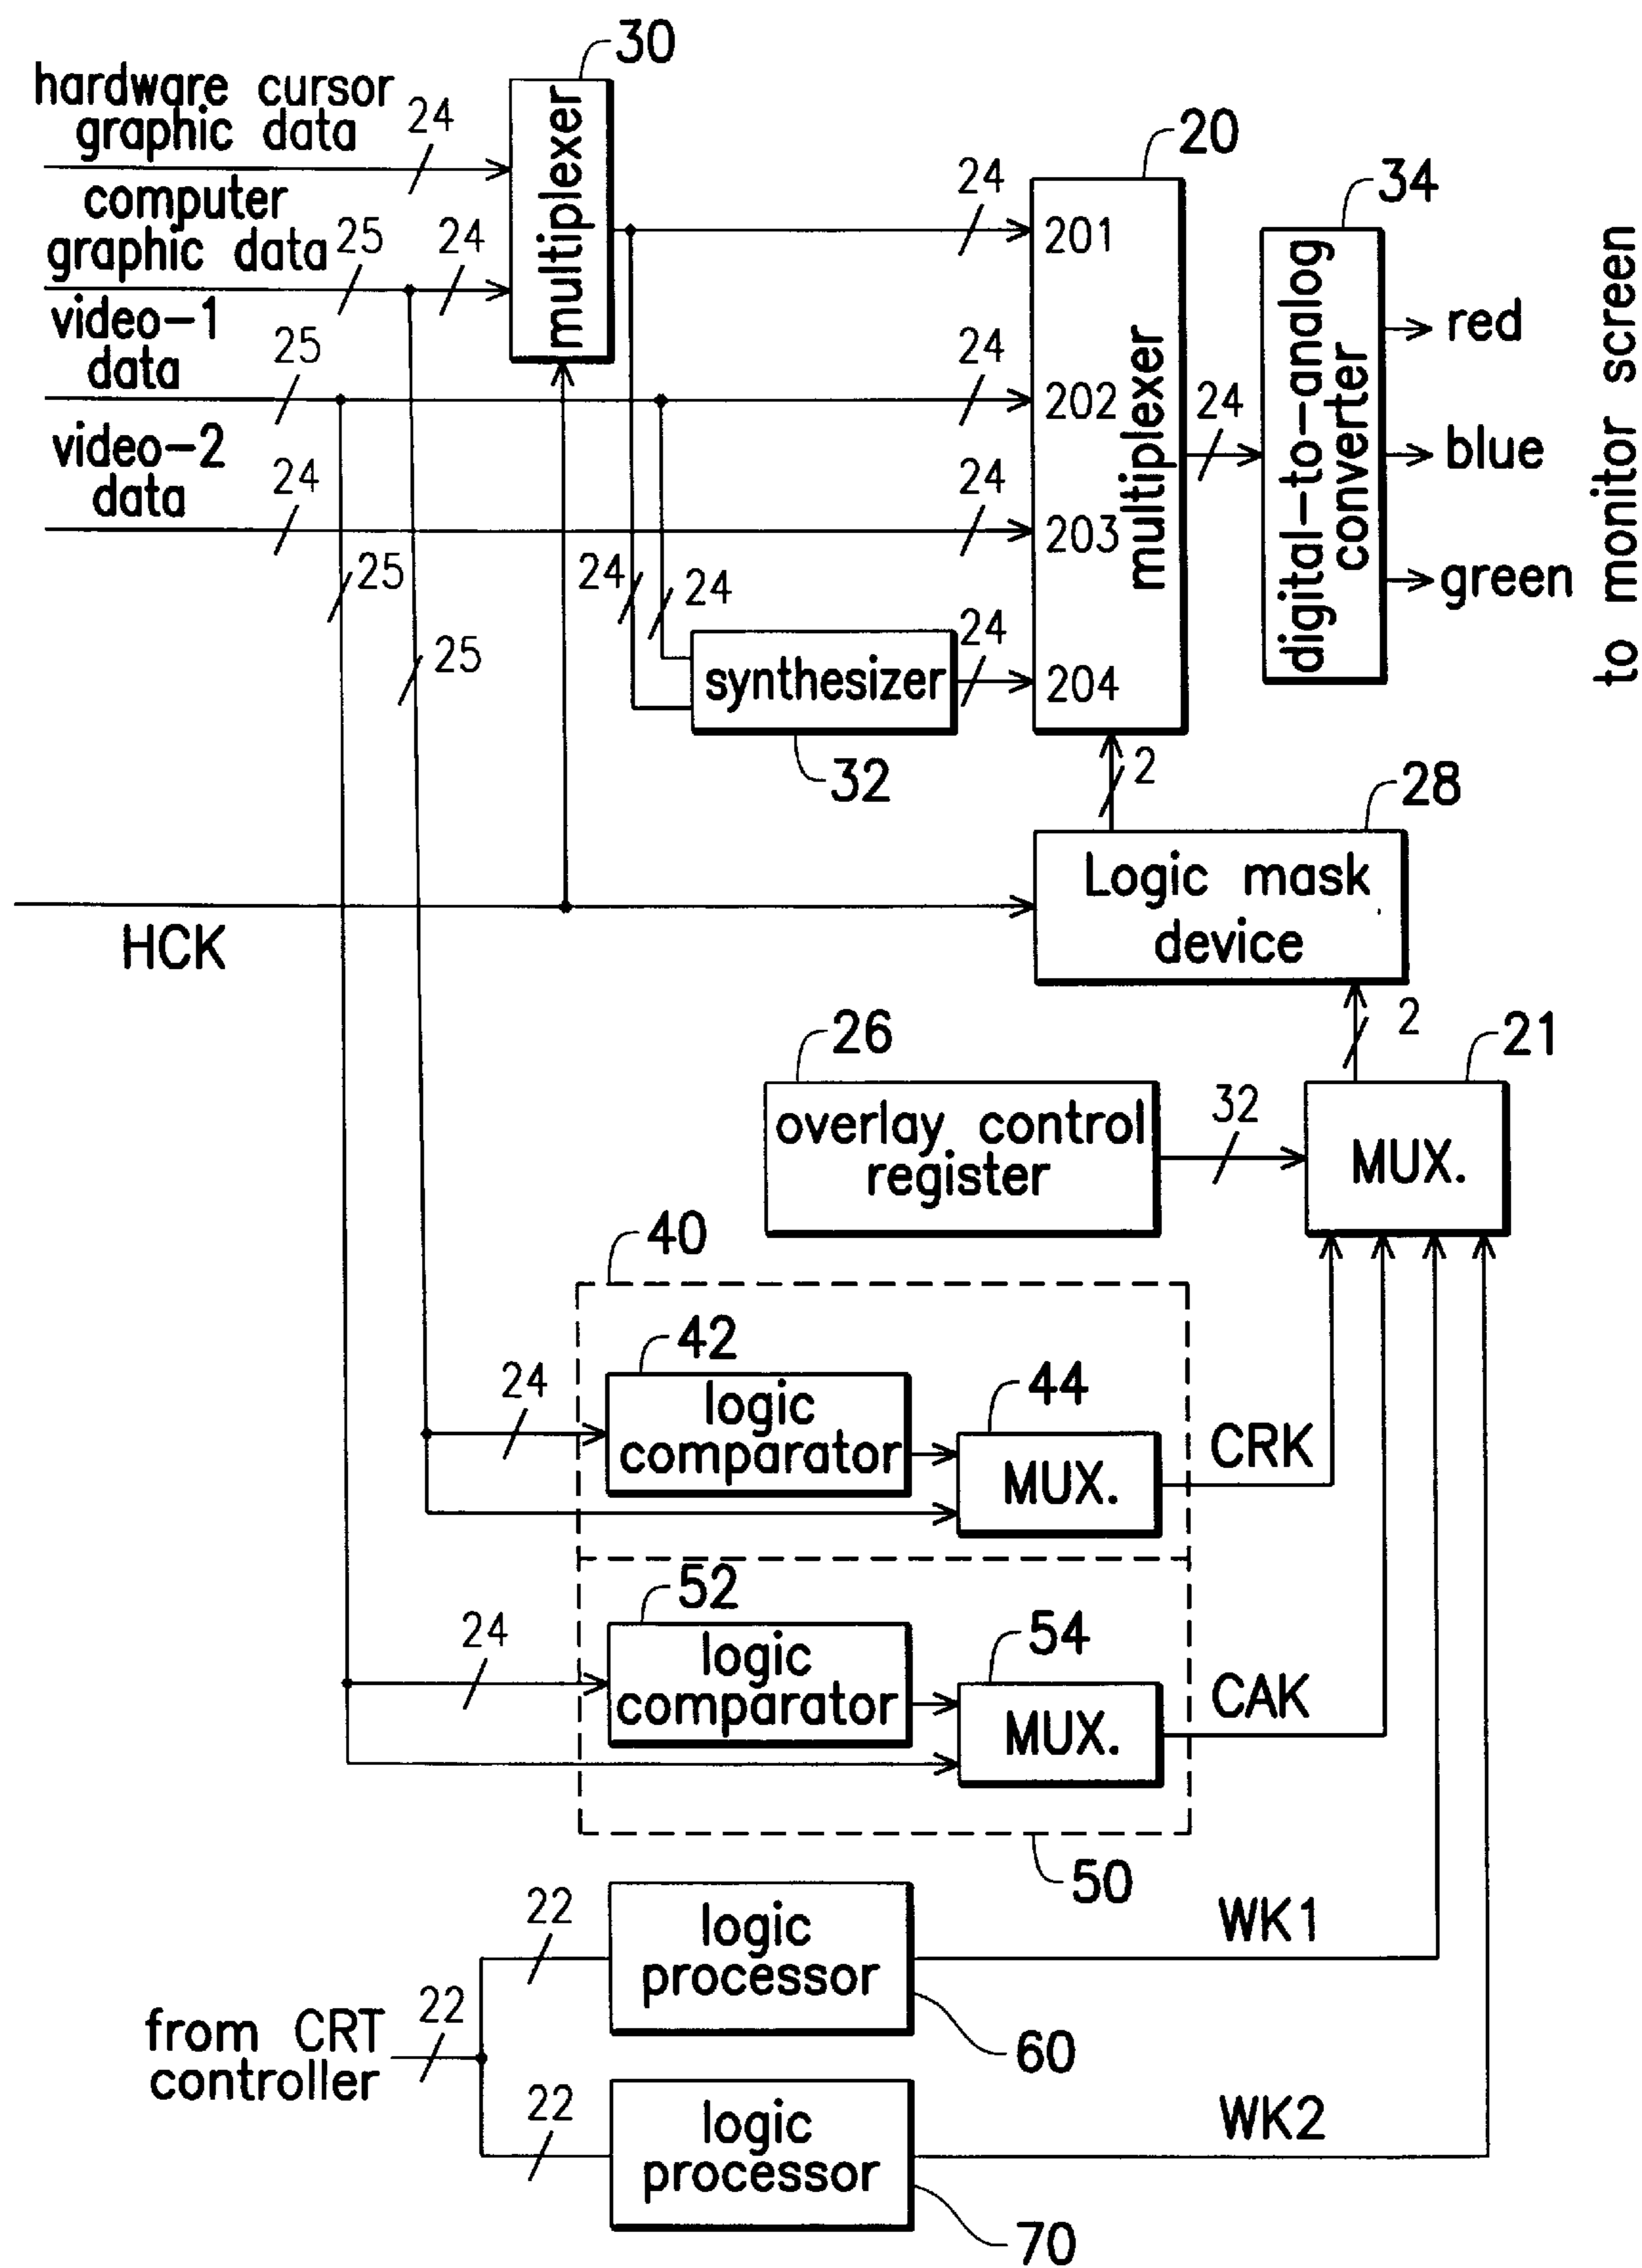 30
hardware cursor
graphic data
24
multiplexer
20
computer
graphic data
25
24
24
201
34
video-1
data
25
24
202
multiplexer
24
digital-to-analog
converter
red
blue
green
to monitor screen
video-2
data
24
24
203
25
24
24
25
synthesizer
24
204
32
2
28
HCK
Logic mask
device
2
26
21
overlay control
register
32
MUX.
40
42
24
logic
comparator
44
MUX.
CRK
52
24
logic
comparator
54
MUX.
CAK
50
22
logic
processor
WK1
from CRT
controller
22
60
22
logic
processor
WK2
70